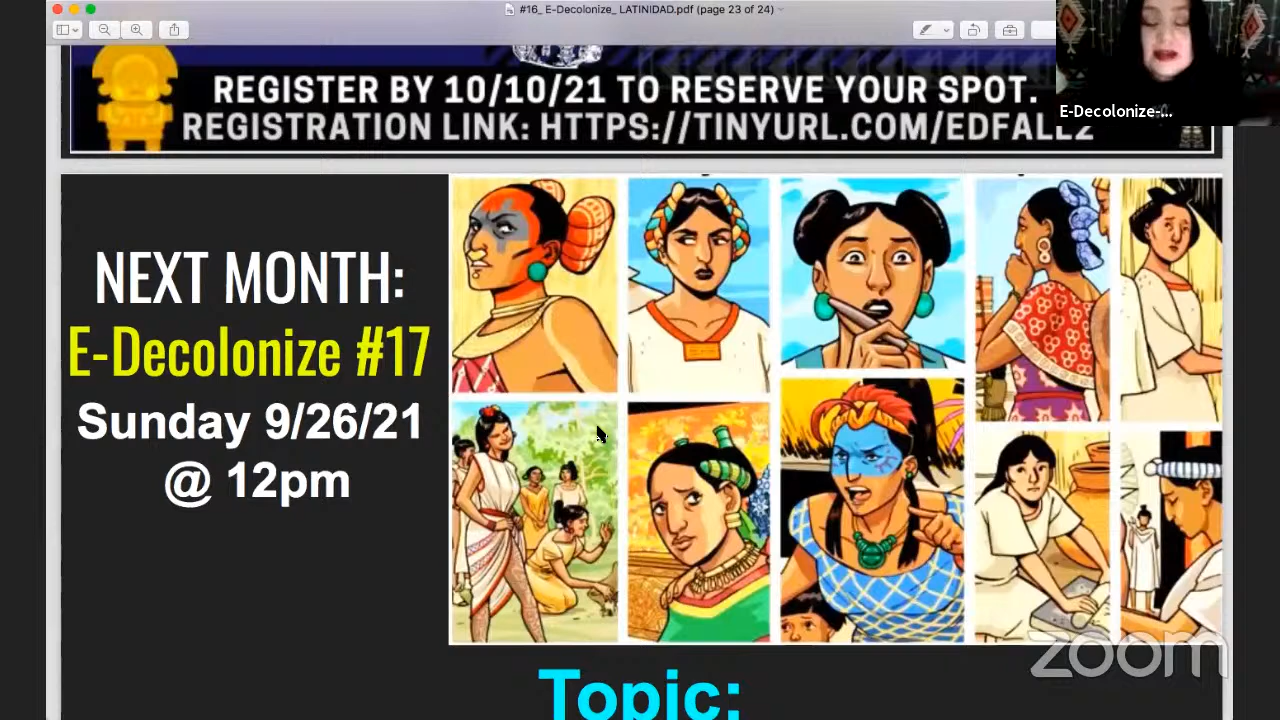 #16_ E-Decolonize_ LATINIDAD.pdf (page 23 of 24)
REGISTER BY 10/10/21 TO RESERVE YOUR SPOT.
REGISTRATION LINK: HTTPS://TINYURL.COM/EDFALL2
E-Decolonize-...
NEXT MONTH:
E-Decolonize #17
Sunday 9/26/21
@ 12pm
zoom
Topic: